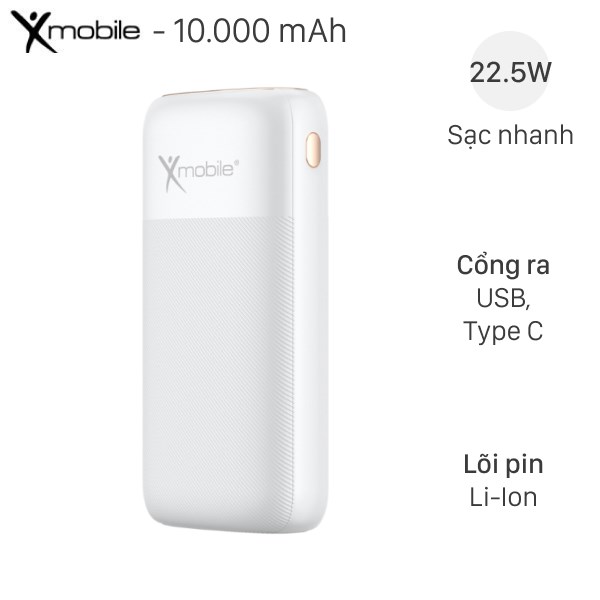 Xmobile - 10.000 mAh
22.5W
Sạc nhanh
Xmobile®
Cổng ra
USB,
Type C
Lõi pin
Li-Ion